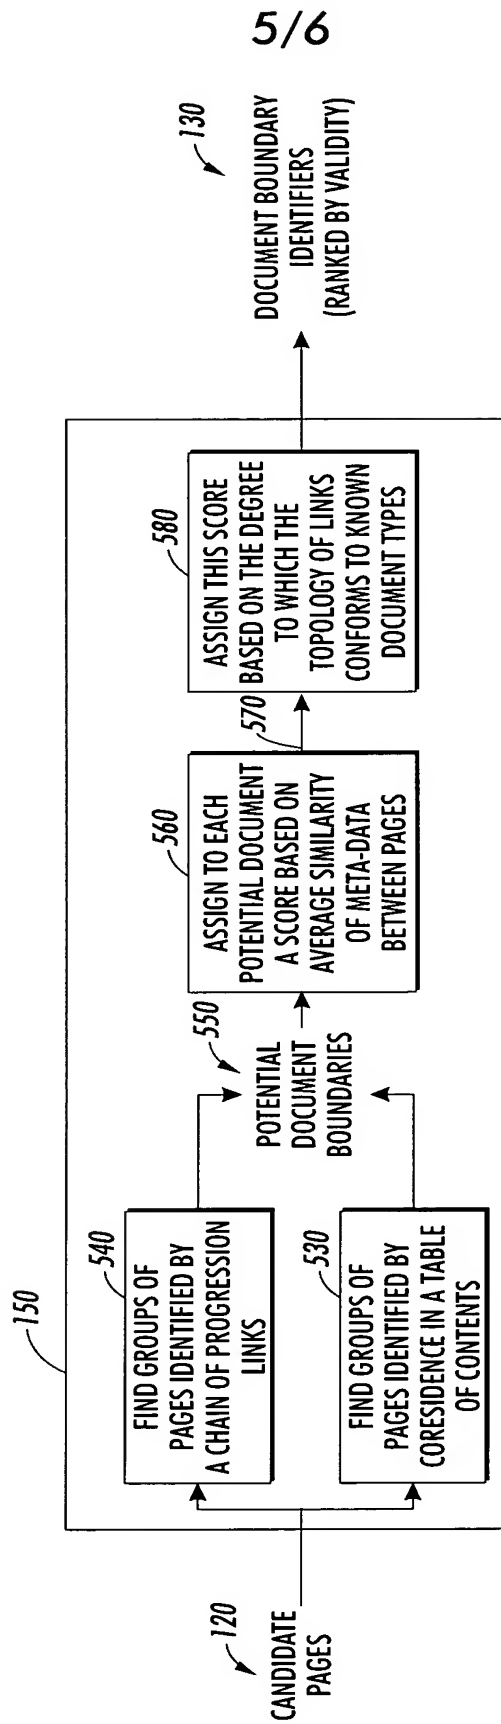 5/6
120
CANDIDATE
PAGES
150
540
FIND GROUPS OF
PAGES IDENTIFIED BY
A CHAIN OF PROGRESSION
LINKS
530
FIND GROUPS OF
PAGES IDENTIFIED BY
CORESIDENCE IN A TABLE
OF CONTENTS
550
POTENTIAL
DOCUMENT
BOUNDARIES
560
ASSIGN TO EACH
POTENTIAL DOCUMENT
A SCORE BASED ON
AVERAGE SIMILARITY
OF META-DATA
BETWEEN PAGES
570
580
ASSIGN THIS SCORE
BASED ON THE DEGREE
TO WHICH THE
TOPOLOGY OF LINKS
CONFORMS TO KNOWN
DOCUMENT TYPES
130
DOCUMENT BOUNDARY
IDENTIFIERS
(RANKED BY VALIDITY)